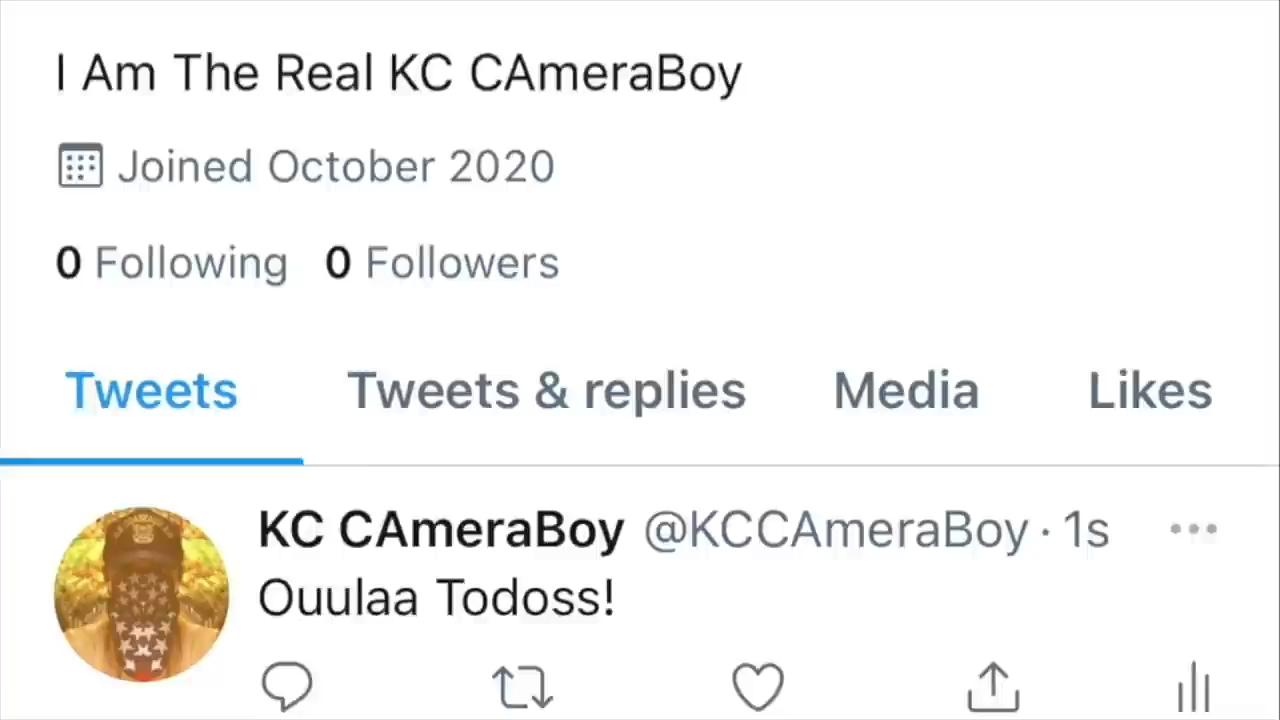 I Am The Real KC CAmeraBoy
Joined October 2020
0 Following 0 Followers
Tweets Tweets & replies Media Likes
KC CAmeraBoy @KCCAmeraBoy · 1s
Ouulaa Todoss!